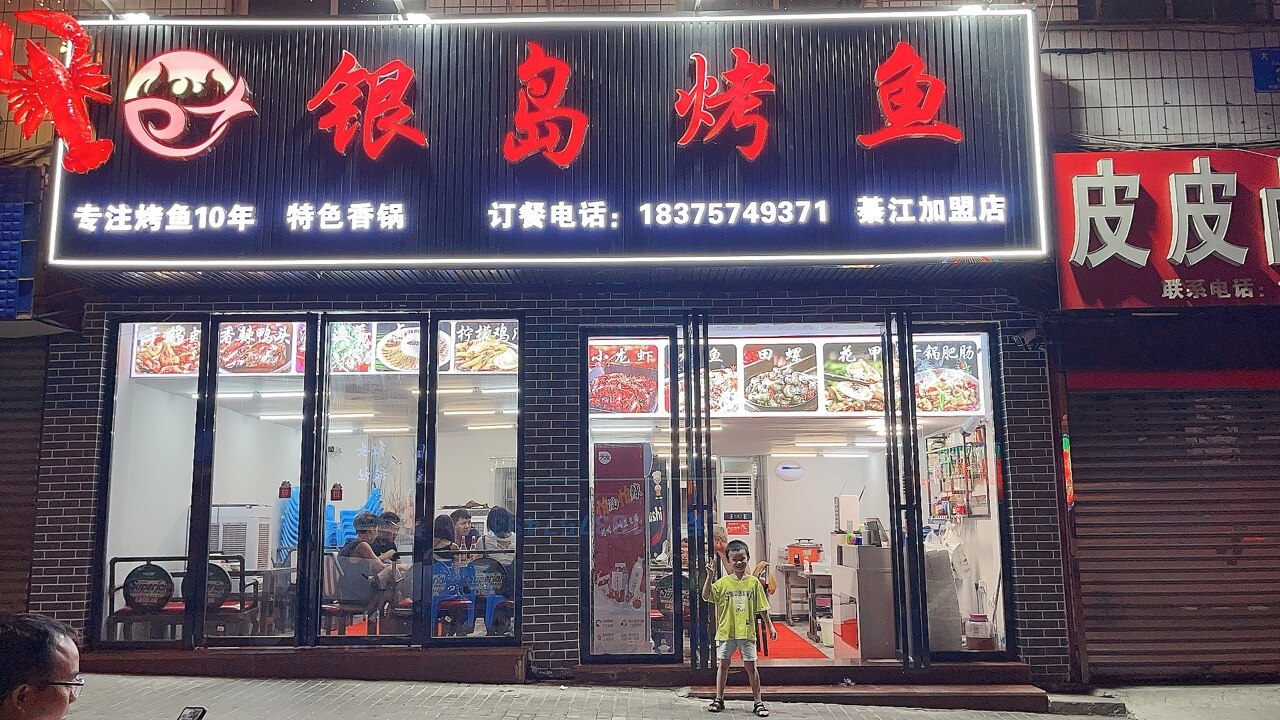 银岛烤鱼
专注烤鱼10年 特色香锅 订餐电话：18375749371 綦江加盟店
皮皮
联系电话：
香辣鸭头
柠檬鸡爪
小龙虾
鱼
田螺
花甲
干锅肥肠
Superior